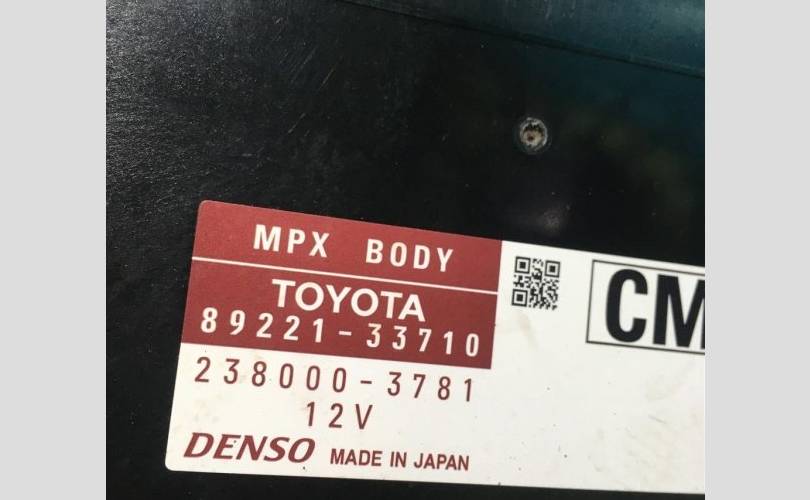 MPX BODY
TOYOTA
89221-33710
238000-3781
12V
DENSO MADE IN JAPAN
CM